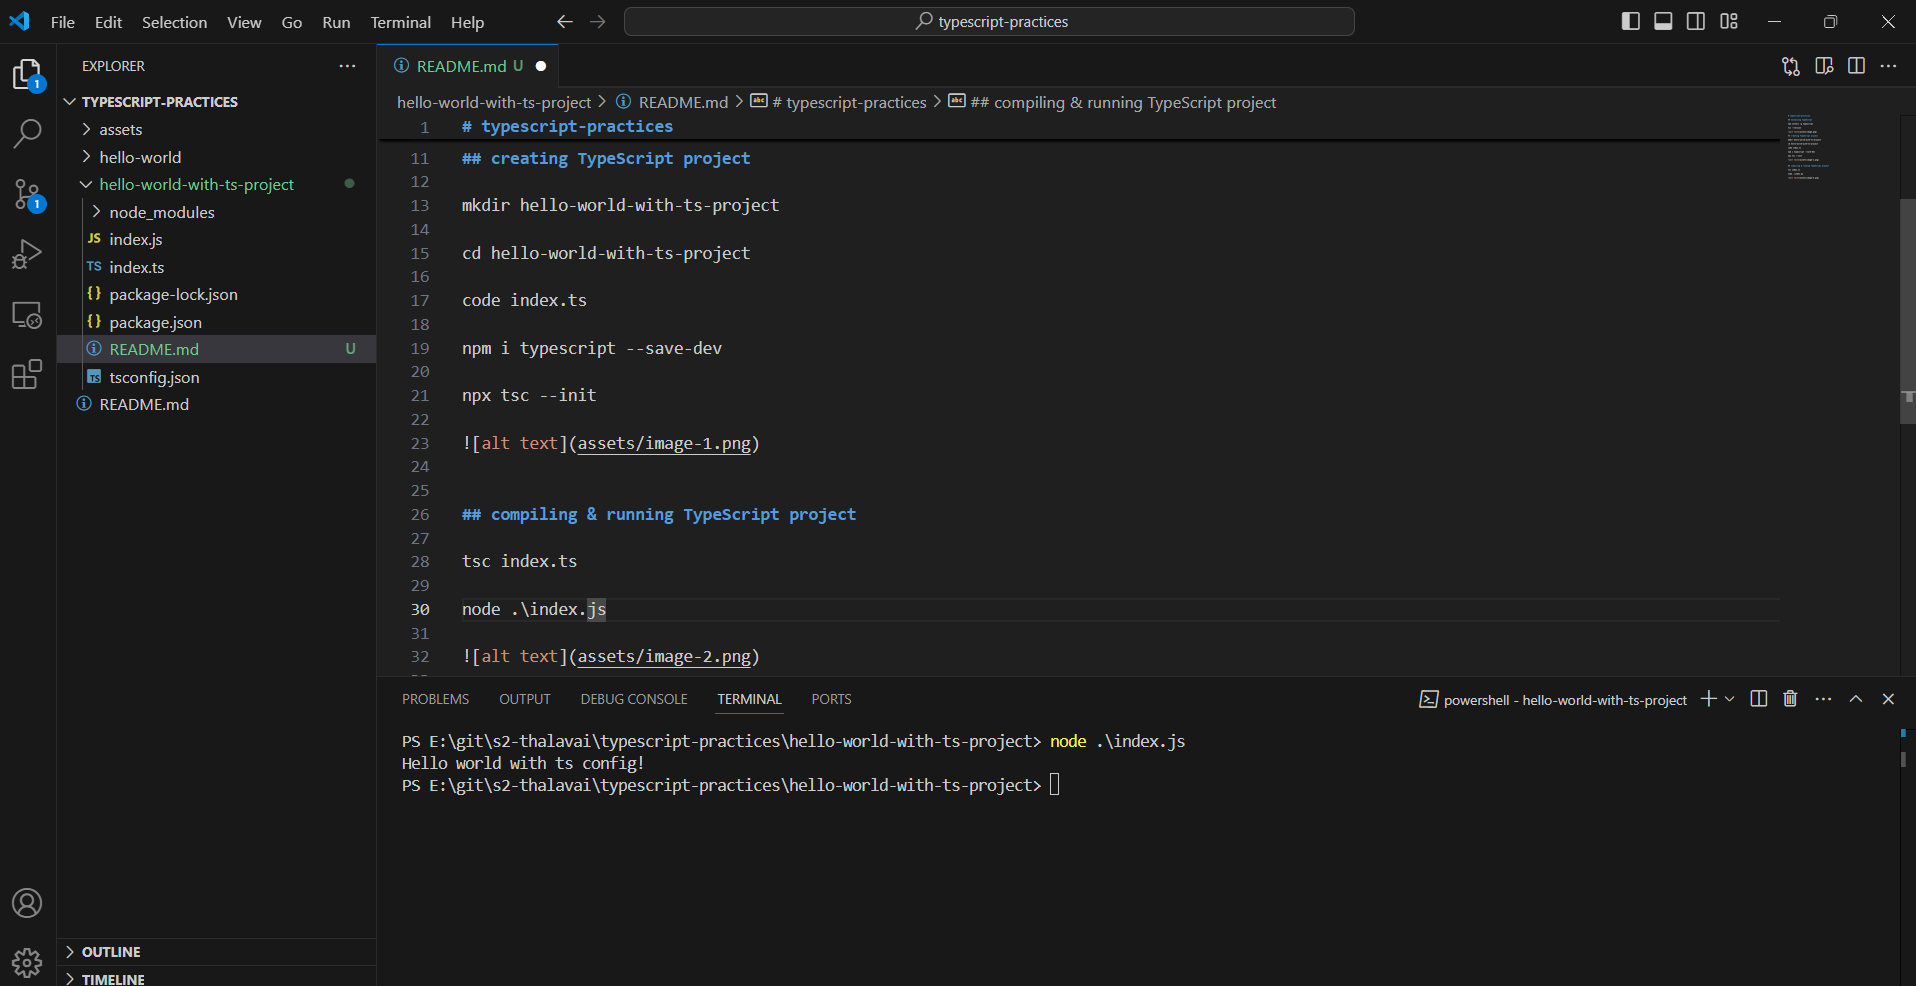 File Edit Selection View Go Run Terminal Help typescript-practices
EXPLORER
TYPESCRIPT-PRACTICES
assets
hello-world
hello-world-with-ts-project
node_modules
JS index.js
TS index.ts
{} package-lock.json
{} package.json
README.md U
TS tsconfig.json
README.md
OUTLINE
TIMELINE
1
1
README.md U
hello-world-with-ts-project > README.md > # typescript-practices > ## compiling & running TypeScript project
1 # typescript-practices
11 ## creating TypeScript project
12
13 mkdir hello-world-with-ts-project
14
15 cd hello-world-with-ts-project
16
17 code index.ts
18
19 npm i typescript --save-dev
20
21 npx tsc --init
22
23 ![alt text](assets/image-1.png)
24
25
26 ## compiling & running TypeScript project
27
28 tsc index.ts
29
30 node .\index.js
31
32 ![alt text](assets/image-2.png)
PROBLEMS OUTPUT DEBUG CONSOLE TERMINAL PORTS powershell - hello-world-with-ts-project
PS E:\git\s2-thalavai\typescript-practices\hello-world-with-ts-project> node .\index.js
Hello world with ts config!
PS E:\git\s2-thalavai\typescript-practices\hello-world-with-ts-project>